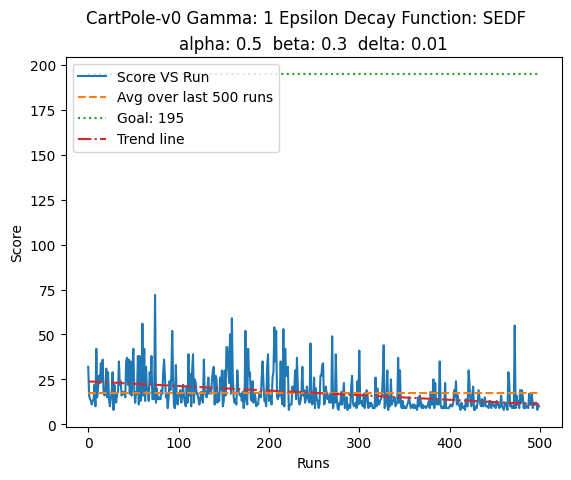 CartPole-v0 Gamma: 1 Epsilon Decay Function: SEDF
alpha: 0.5  beta: 0.3  delta: 0.01
Score VS Run
Avg over last 500 runs
Goal: 195
Trend line
200
175
150
125
100
75
50
25
0
Score
0
100
200
300
400
500
Runs